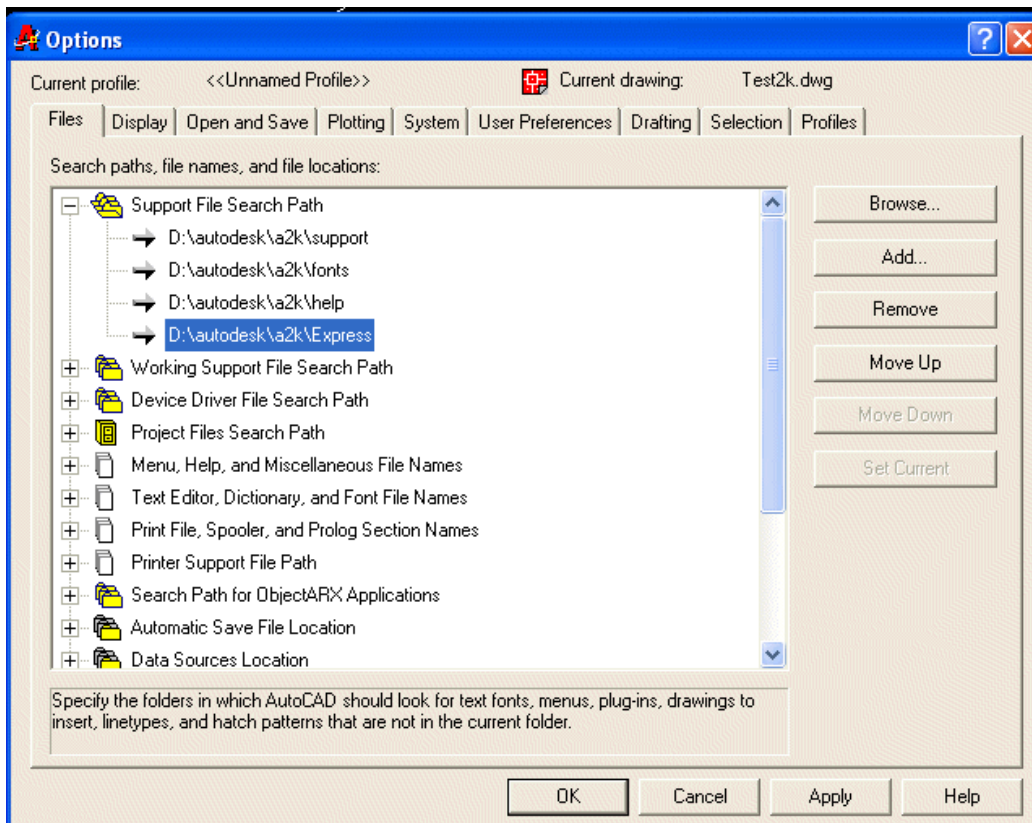 Options
Current profile: <<Unnamed Profile>> Current drawing: Test2k.dwg
Files Display Open and Save Plotting System User Preferences Drafting Selection Profiles
Search paths, file names, and file locations:
Support File Search Path
D:\autodesk\a2k\support
D:\autodesk\a2k\fonts
D:\autodesk\a2k\help
D:\autodesk\a2k\Express
Working Support File Search Path
Device Driver File Search Path
Project Files Search Path
Menu, Help, and Miscellaneous File Names
Text Editor, Dictionary, and Font File Names
Print File, Spooler, and Prolog Section Names
Printer Support File Path
Search Path for ObjectARX Applications
Automatic Save File Location
Data Sources Location
Browse...
Add...
Remove
Move Up
Move Down
Set Current
Specify the folders in which AutoCAD should look for text fonts, menus, plug-ins, drawings to
insert, linetypes, and hatch patterns that are not in the current folder.
OK Cancel Apply Help